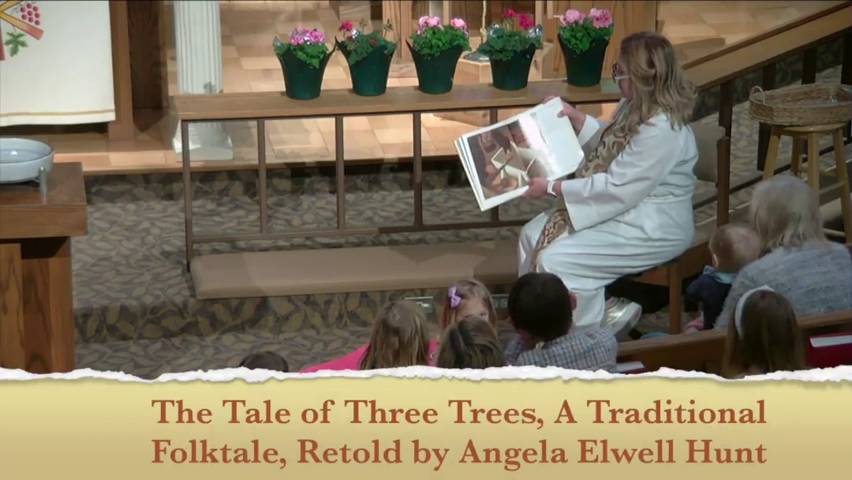 The Tale of Three Trees, A Traditional
Folktale, Retold by Angela Elwell Hunt